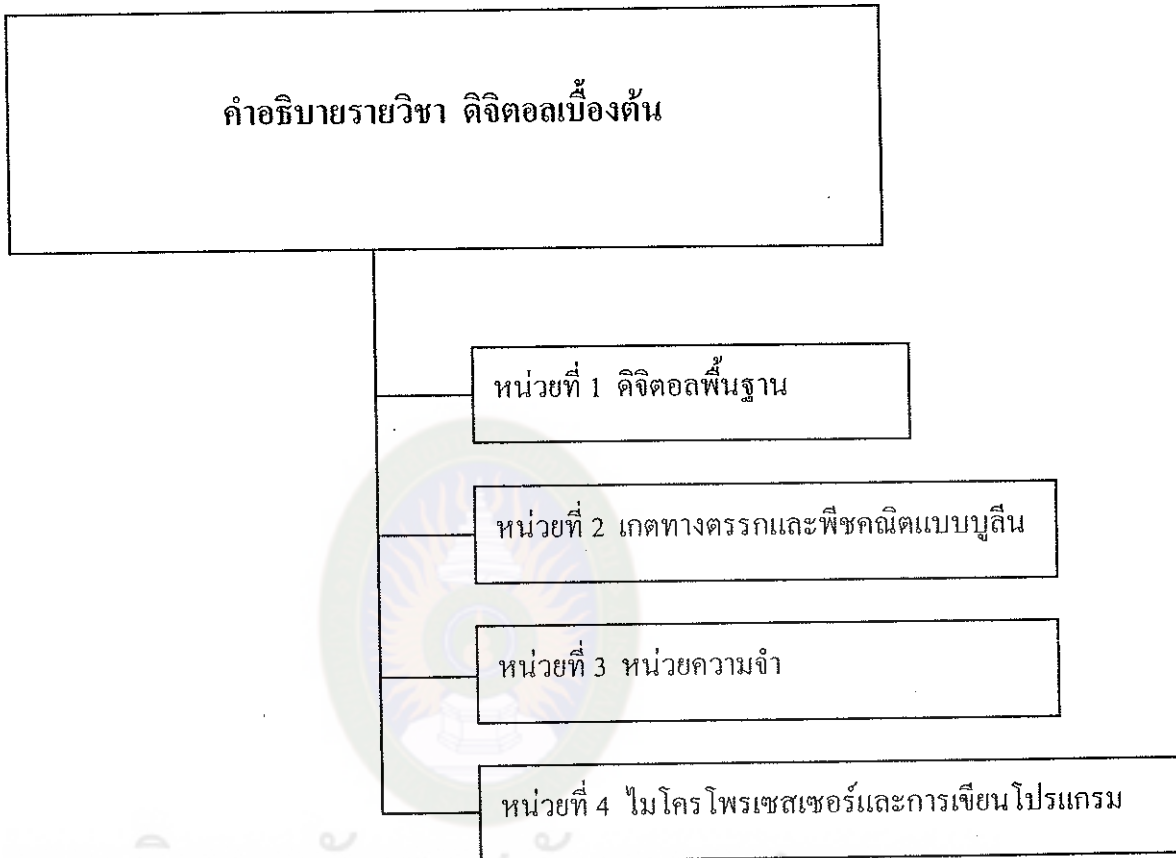 คำอธิบายรายวิชา ดิจิตอลเบื้องต้น
หน่วยที่ 1 ดิจิตอลพื้นฐาน
หน่วยที่ 2 เกตทางตรรกและพีชคณิตแบบบูลีน
หน่วยที่ 3 หน่วยความจำ
หน่วยที่ 4 ไมโครโพรเซสเซอร์และการเขียนโปรแกรม